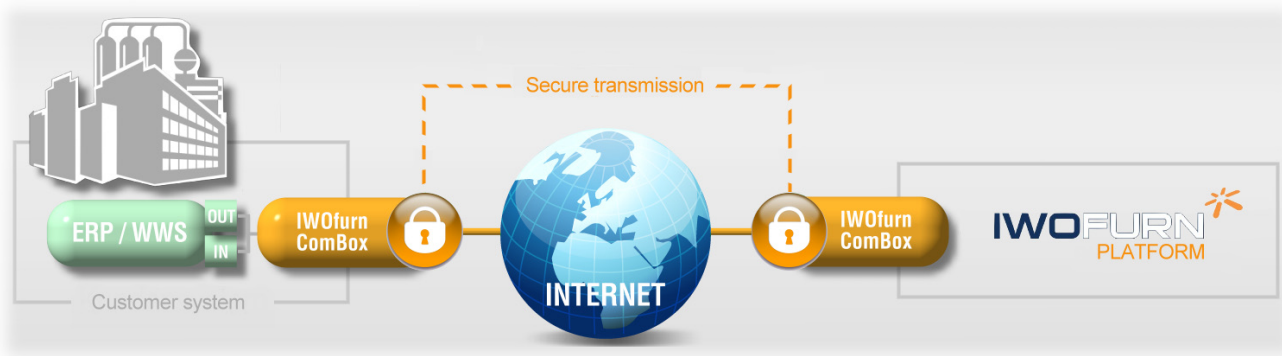 Secure transmission
ERP / WWS
OUT
IN
IWOfurn
ComBox
INTERNET
IWOfurn
ComBox
IWOFURN
PLATFORM
Customer system